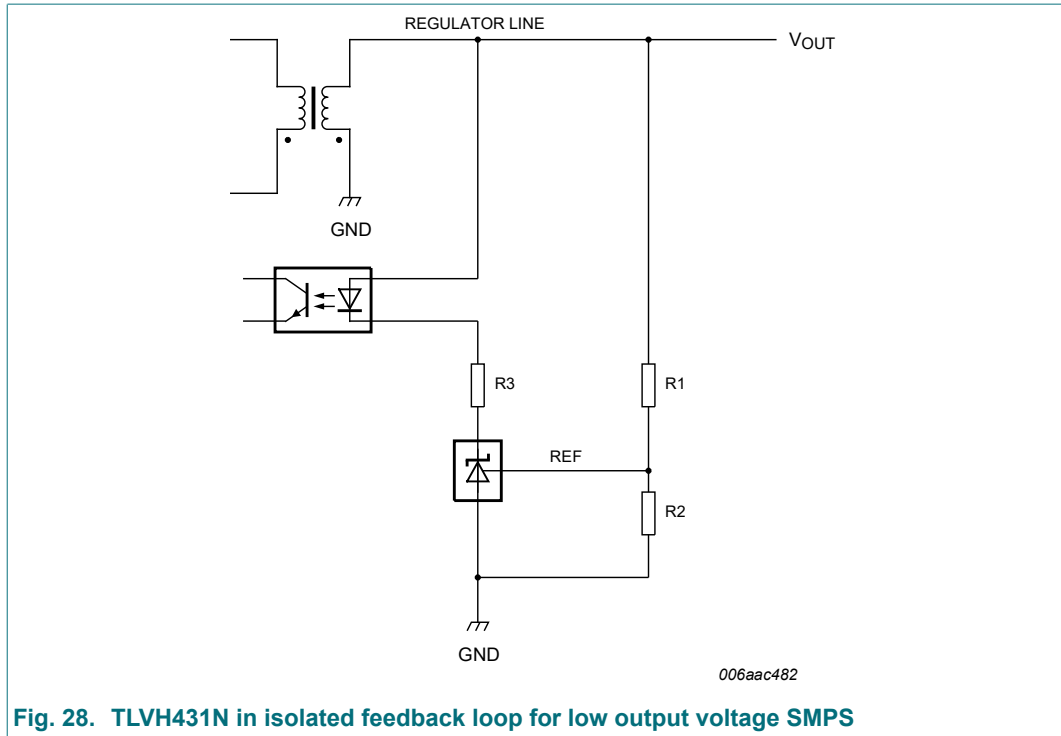 REGULATOR LINE
VOUT
GND
R3
R1
REF
R2
GND
006aac482
Fig. 28. TLVH431N in isolated feedback loop for low output voltage SMPS